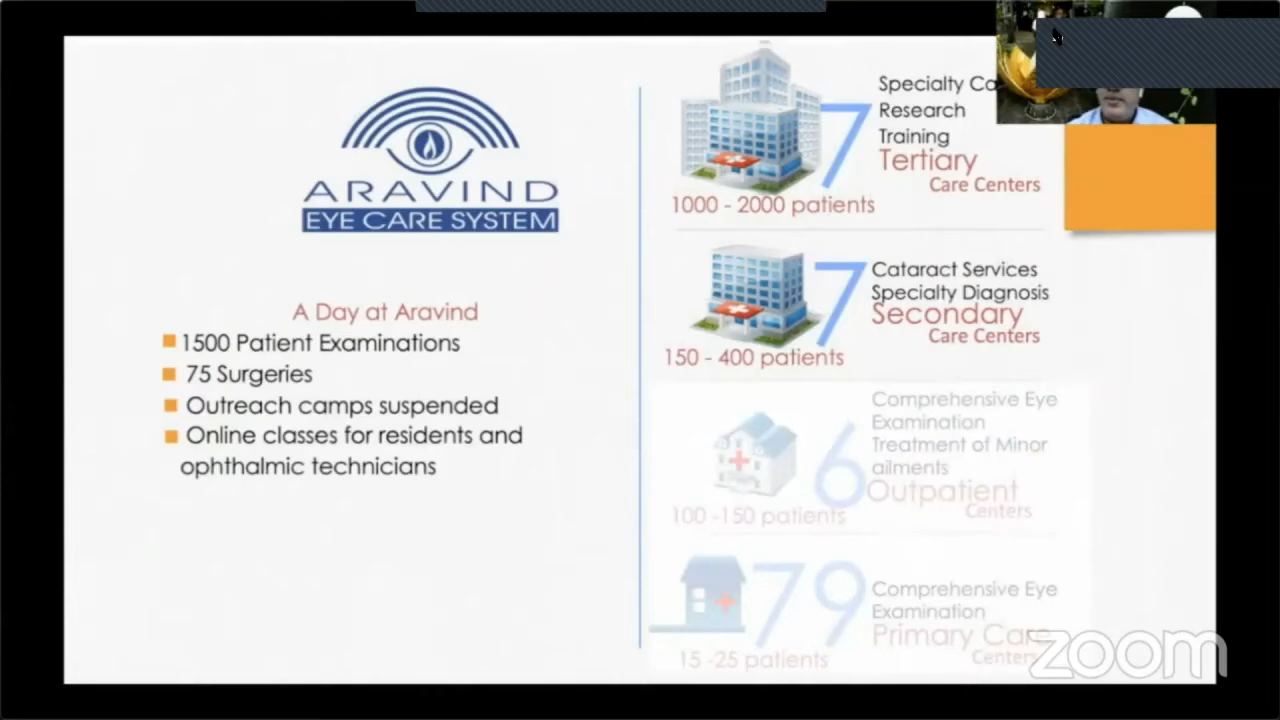 ARAVIND
EYE CARE SYSTEM
A Day at Aravind
1500 Patient Examinations
75 Surgeries
Outreach camps suspended
Online classes for residents and
ophthalmic technicians
7
Specialty
Research
Training
Tertiary
Care Centers
1000 - 2000 patients
7
Cataract Services
Specialty Diagnosis
Secondary
Care Centers
150 - 400 patients
6
Comprehensive Eye
Examination
Treatment of Minor
ailments
Outpatient
Centers
100 -150 patients
79
Comprehensive Eye
Examination
Primary Care
Centers
15 -25 patients
zoom